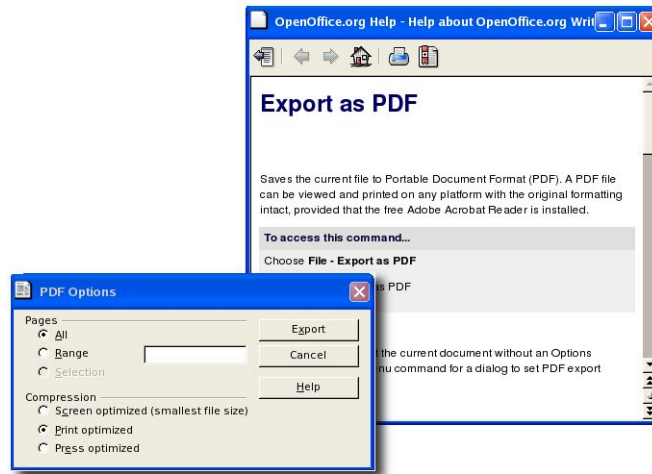 OpenOffice.org Help - Help about OpenOffice.org Writ
Export as PDF
Saves the current file to Portable Document Format (PDF). A PDF file
can be viewed and printed on any platform with the original formatting
intact, provided that the free Adobe Acrobat Reader is installed.
To access this command...
Choose File - Export as PDF
as PDF
the current document without an Options
command for a dialog to set PDF export
PDF Options
Pages
All
Range
Selection
Compression
Screen optimized (smallest file size)
Print optimized
Press optimized
Export
Cancel
Help